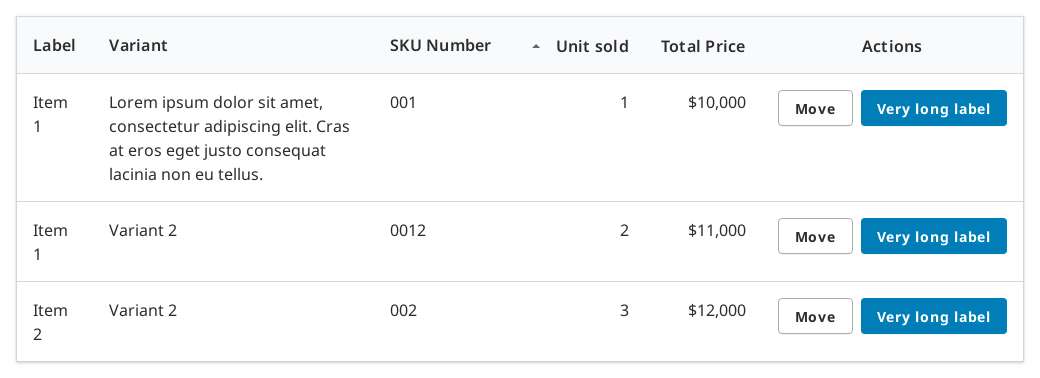 Label Variant SKU Number Unit sold Total Price Actions
Item 1 Lorem ipsum dolor sit amet, 001 1 $10,000 Move Very long label
consectetur adipiscing elit. Cras
at eros eget justo consequat
lacinia non eu tellus.
Item 1 Variant 2 0012 2 $11,000 Move Very long label
Item 2 Variant 2 002 3 $12,000 Move Very long label